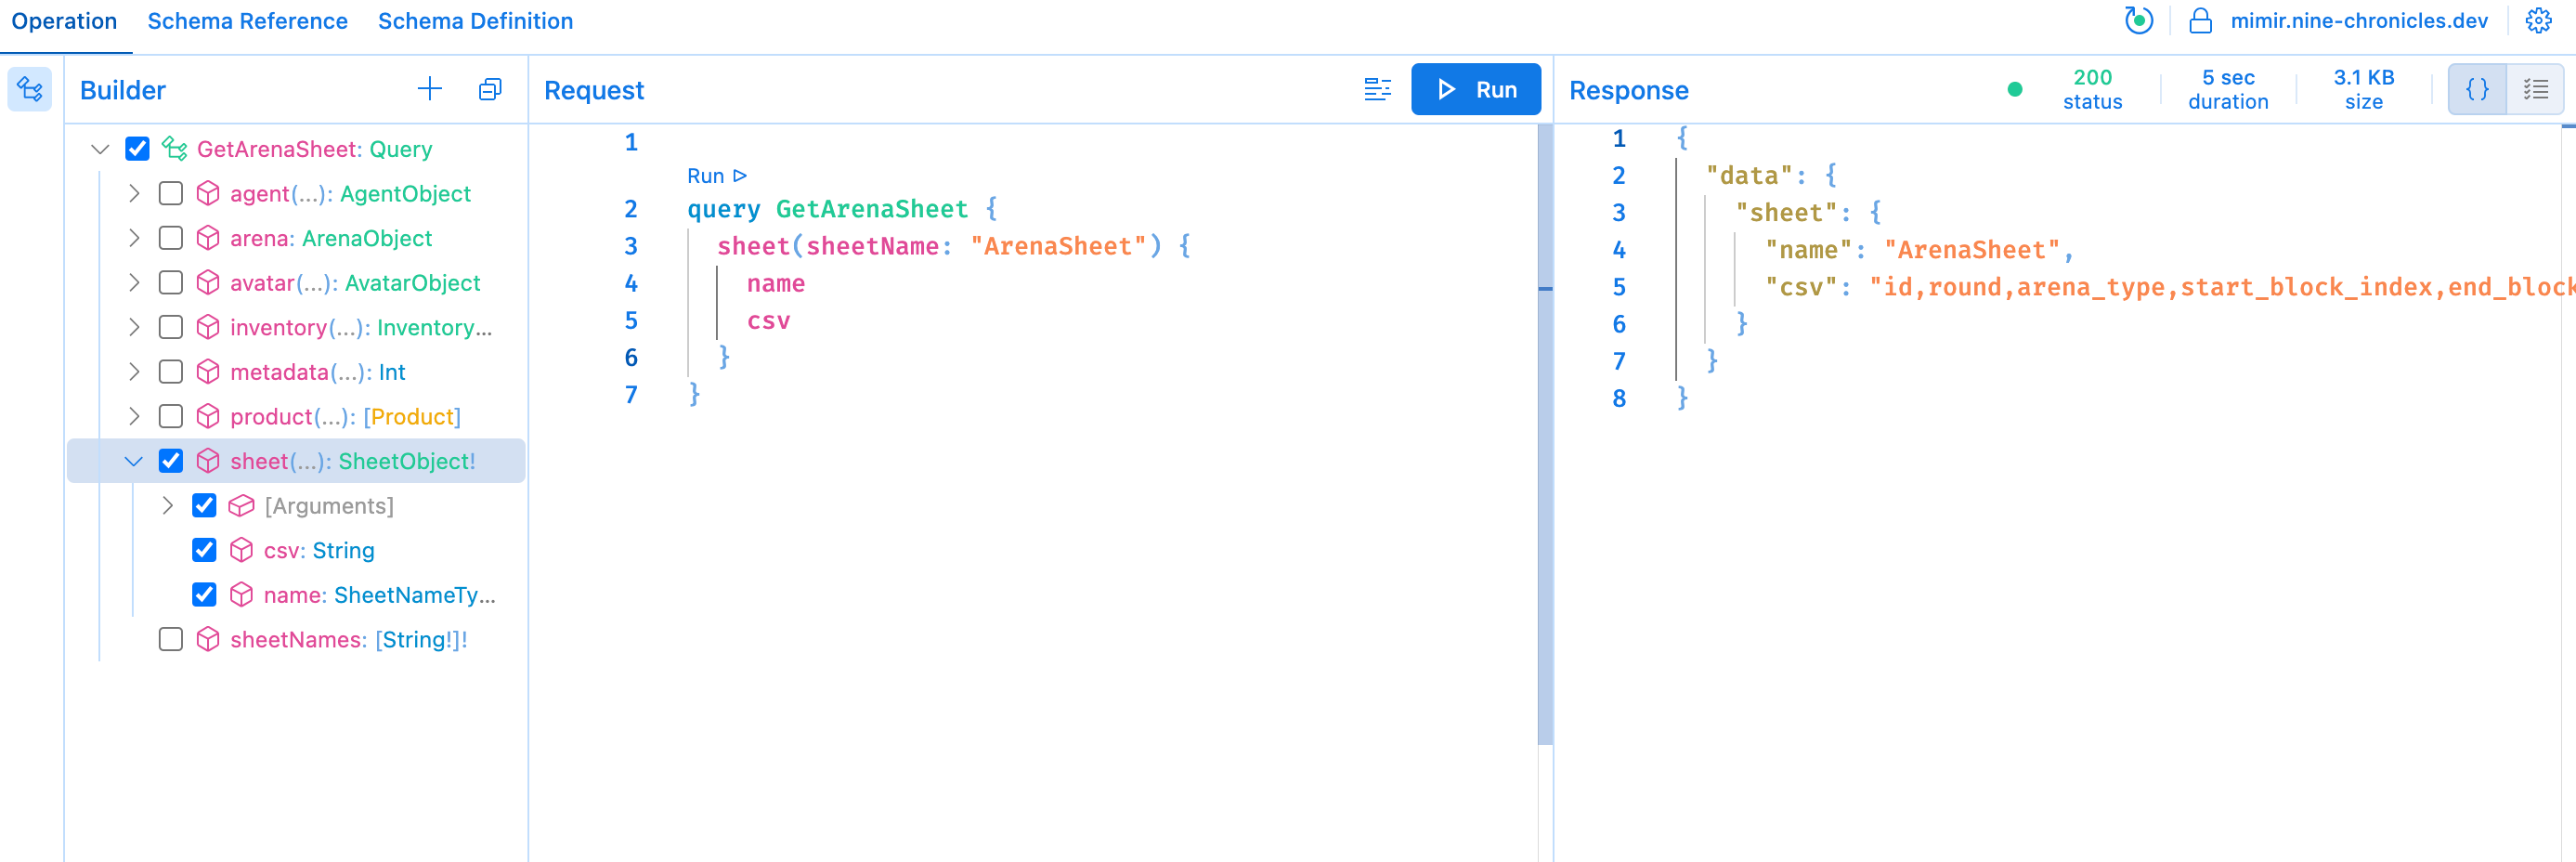 Operation Schema Reference Schema Definition mimir.nine-chronicles.dev
Builder
GetArenaSheet: Query
agent(...): AgentObject
arena: ArenaObject
avatar(...): AvatarObject
inventory(...): Inventory...
metadata(...): Int
product(...): [Product]
sheet(...): SheetObject!
[Arguments]
csv: String
name: SheetNameTy...
sheetNames: [String!]!
Request Run
1
Run
2 query GetArenaSheet {
3 sheet(sheetName: "ArenaSheet") {
4 name
5 csv
6 }
7 }
Response 200 status 5 sec duration 3.1 KB size
1 {
2 "data": {
3 "sheet": {
4 "name": "ArenaSheet",
5 "csv": "id,round,arena_type,start_block_index,end_block
6 }
7 }
8 }